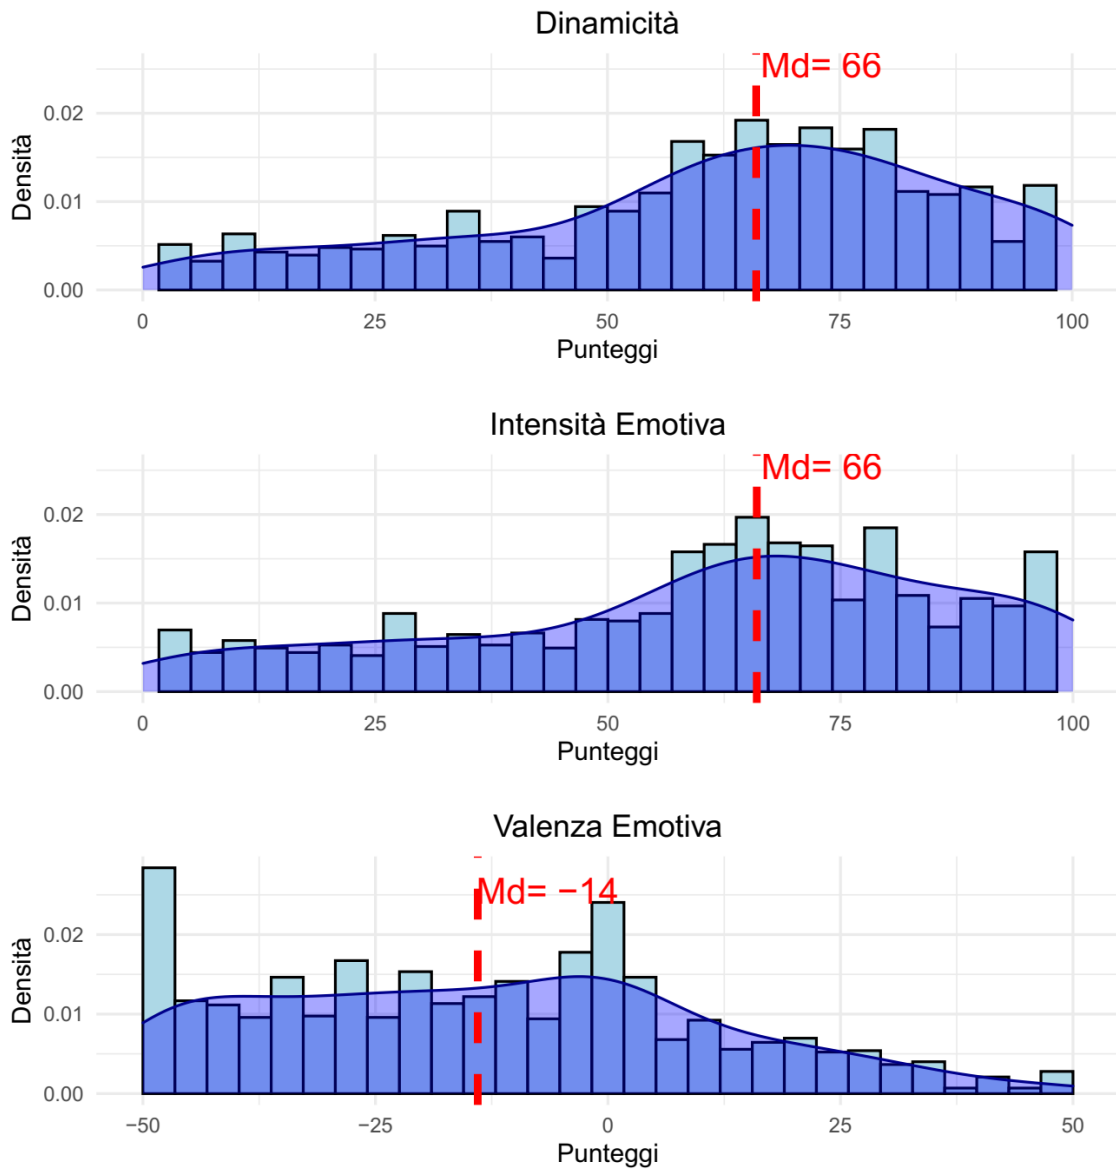 Dinamicità
Md= 66
Densità
0.02
0.01
0.00
0 25 50 75 100
Punteggi
Intensità Emotiva
Md= 66
Densità
0.02
0.01
0.00
0 25 50 75 100
Punteggi
Valenza Emotiva
Md= −14
Densità
0.02
0.01
0.00
−50 −25 0 25 50
Punteggi